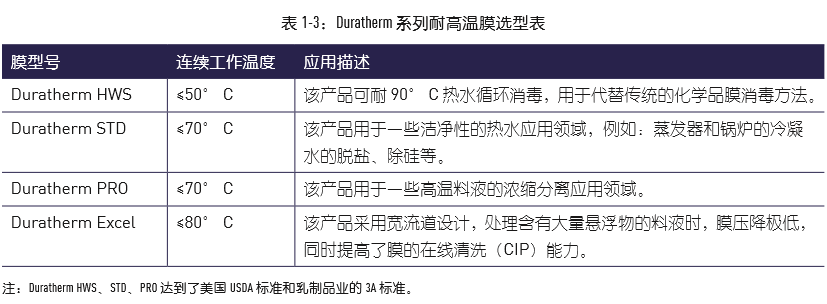 表 1-3：Duratherm 系列耐高温膜选型表
膜型号 连续工作温度 应用描述
Duratherm HWS ≤50° C 该产品可耐 90° C 热水循环消毒，用于代替传统的化学品膜消毒方法。
Duratherm STD ≤70° C 该产品用于一些洁净性的热水应用领域，例如：蒸发器和锅炉的冷凝
水的脱盐、除硅等。
Duratherm PRO ≤70° C 该产品用于一些高温料液的浓缩分离应用领域。
Duratherm Excel ≤80° C 该产品采用宽流道设计，处理含有大量悬浮物的料液时，膜压降极低，
同时提高了膜的在线清洗（CIP）能力。
注：Duratherm HWS、STD、PRO 达到了美国 USDA 标准和乳制品业的 3A 标准。